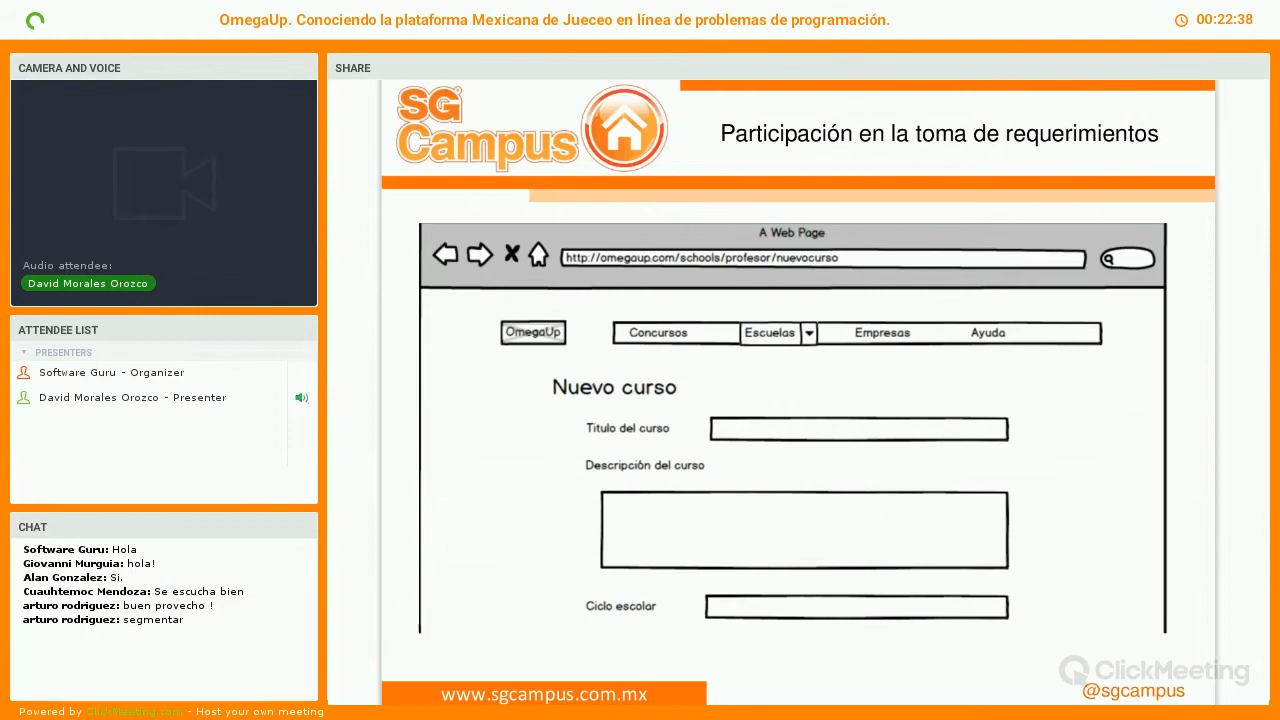 OmegaUp. Conociendo la plataforma Mexicana de Jueceo en línea de problemas de programación.
00:22:38
CAMERA AND VOICE
Audio attendee:
David Morales Orozco
ATTENDEE LIST
PRESENTERS
Software Guru - Organizer
David Morales Orozco - Presenter
CHAT
Software Guru: Hola
Giovanni Murguia: hola!
Alan Gonzalez: Si.
Cuauhtemoc Mendoza: Se escucha bien
arturo rodriguez: buen provecho !
arturo rodriguez: segmentar
Powered by ClickMeeting.com - Host your own meeting
SHARE
SG
Campus
Participación en la toma de requerimientos
A Web Page
http://omegaup.com/schools/profesor/nuevocurso
OmegaUp Concursos Escuelas Empresas Ayuda
Nuevo curso
Titulo del curso
Descripción del curso
Ciclo escolar
ClickMeeting
www.sgcampus.com.mx
@sgcampus